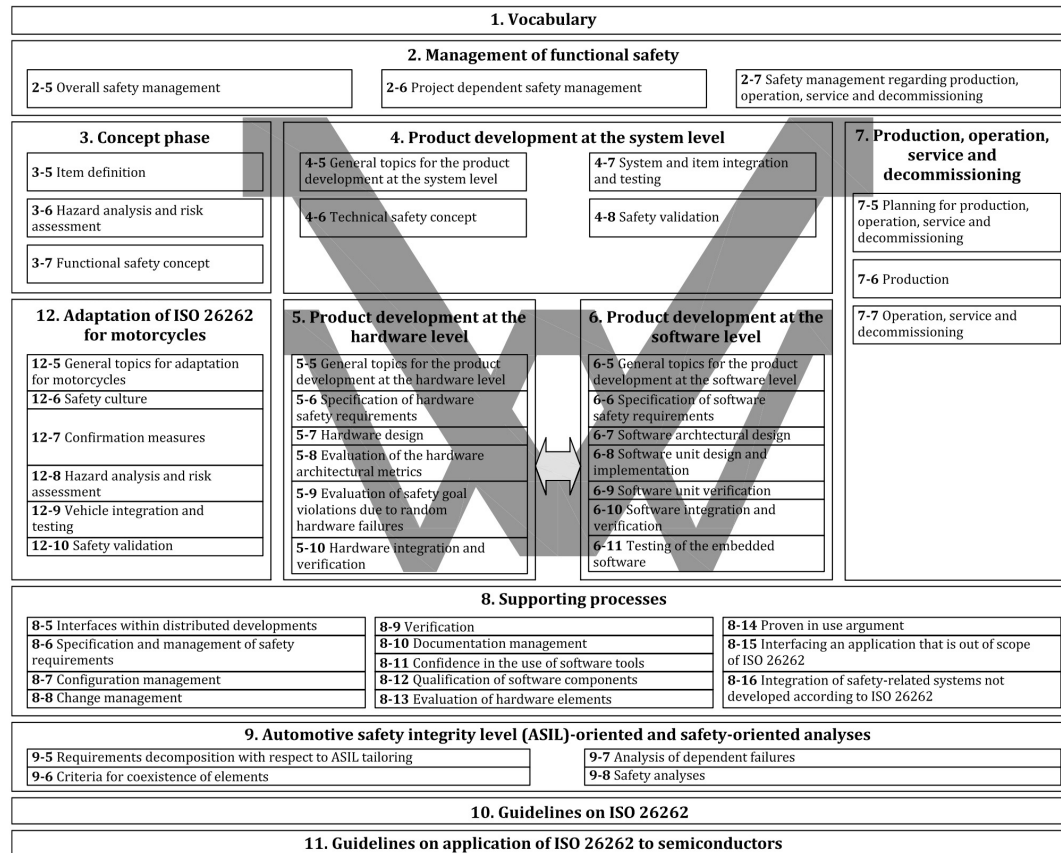 1. Vocabulary
2. Management of functional safety
2-5 Overall safety management
2-6 Project dependent safety management
2-7 Safety management regarding production,
operation, service and decommissioning
3. Concept phase
3-5 Item definition
3-6 Hazard analysis and risk
assessment
3-7 Functional safety concept
4. Product development at the system level
4-5 General topics for the product
development at the system level
4-6 Technical safety concept
4-7 System and item integration
and testing
4-8 Safety validation
7. Production, operation,
service and
decommissioning
7-5 Planning for production,
operation, service and
decommissioning
7-6 Production
7-7 Operation, service and
decommissioning
12. Adaptation of ISO 26262
for motorcycles
12-5 General topics for adaptation
for motorcycles
12-6 Safety culture
12-7 Confirmation measures
12-8 Hazard analysis and risk
assessment
12-9 Vehicle integration and
testing
12-10 Safety validation
5. Product development at the
hardware level
5-5 General topics for the product
development at the hardware level
5-6 Specification of hardware
safety requirements
5-7 Hardware design
5-8 Evaluation of the hardware
architectural metrics
5-9 Evaluation of safety goal
violations due to random
hardware failures
5-10 Hardware integration and
verification
6. Product development at the
software level
6-5 General topics for the product
development at the software level
6-6 Specification of software
safety requirements
6-7 Software archtectural design
6-8 Software unit design and
implementation
6-9 Software unit verification
6-10 Software integration and
verification
6-11 Testing of the embedded
software
8. Supporting processes
8-5 Interfaces within distributed developments
8-6 Specification and management of safety
requirements
8-7 Configuration management
8-8 Change management
8-9 Verification
8-10 Documentation management
8-11 Confidence in the use of software tools
8-12 Qualification of software components
8-13 Evaluation of hardware elements
8-14 Proven in use argument
8-15 Interfacing an application that is out of scope
of ISO 26262
8-16 Integration of safety-related systems not
developed according to ISO 26262
9. Automotive safety integrity level (ASIL)-oriented and safety-oriented analyses
9-5 Requirements decomposition with respect to ASIL tailoring
9-6 Criteria for coexistence of elements
9-7 Analysis of dependent failures
9-8 Safety analyses
10. Guidelines on ISO 26262
11. Guidelines on application of ISO 26262 to semiconductors